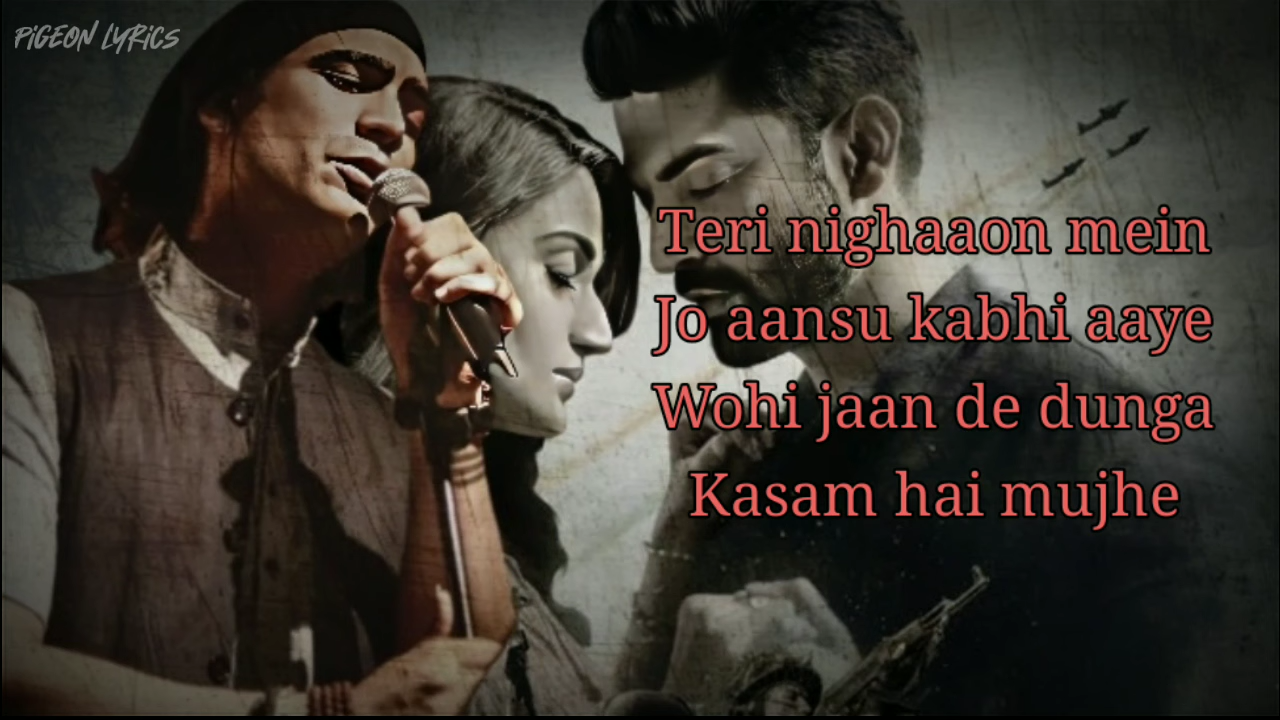 PiGEON LYRiCS
Teri nighaaon mein
Jo aansu kabhi aaye
Wohi jaan de dunga
Kasam hai mujhe